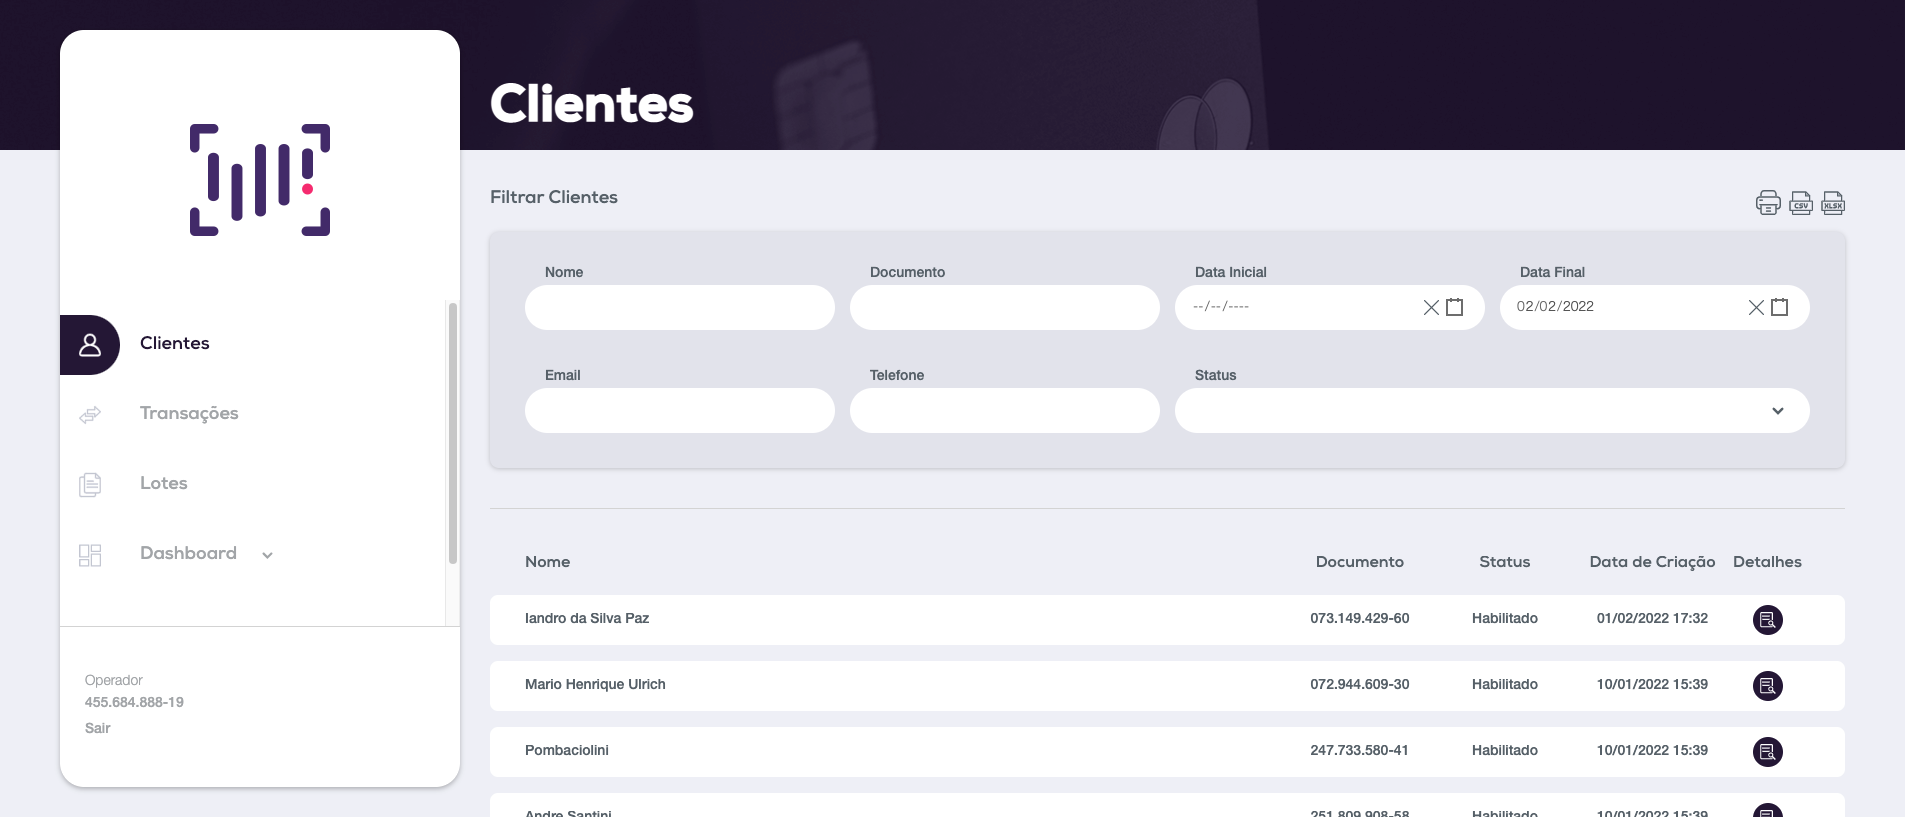 Clientes
Clientes
Transações
Lotes
Dashboard
Operador
455.684.888-19
Sair
Filtrar Clientes
CSV XLSX
Nome Documento Data Inicial Data Final
--/--/---- 02/02/2022
Email Telefone Status
Nome Documento Status Data de Criação Detalhes
Iandro da Silva Paz 073.149.429-60 Habilitado 01/02/2022 17:32
Mario Henrique Ulrich 072.944.609-30 Habilitado 10/01/2022 15:39
Pombaciolini 247.733.580-41 Habilitado 10/01/2022 15:39
Andre Santini 251.809.908-58 Habilitado 10/01/2022 15:39